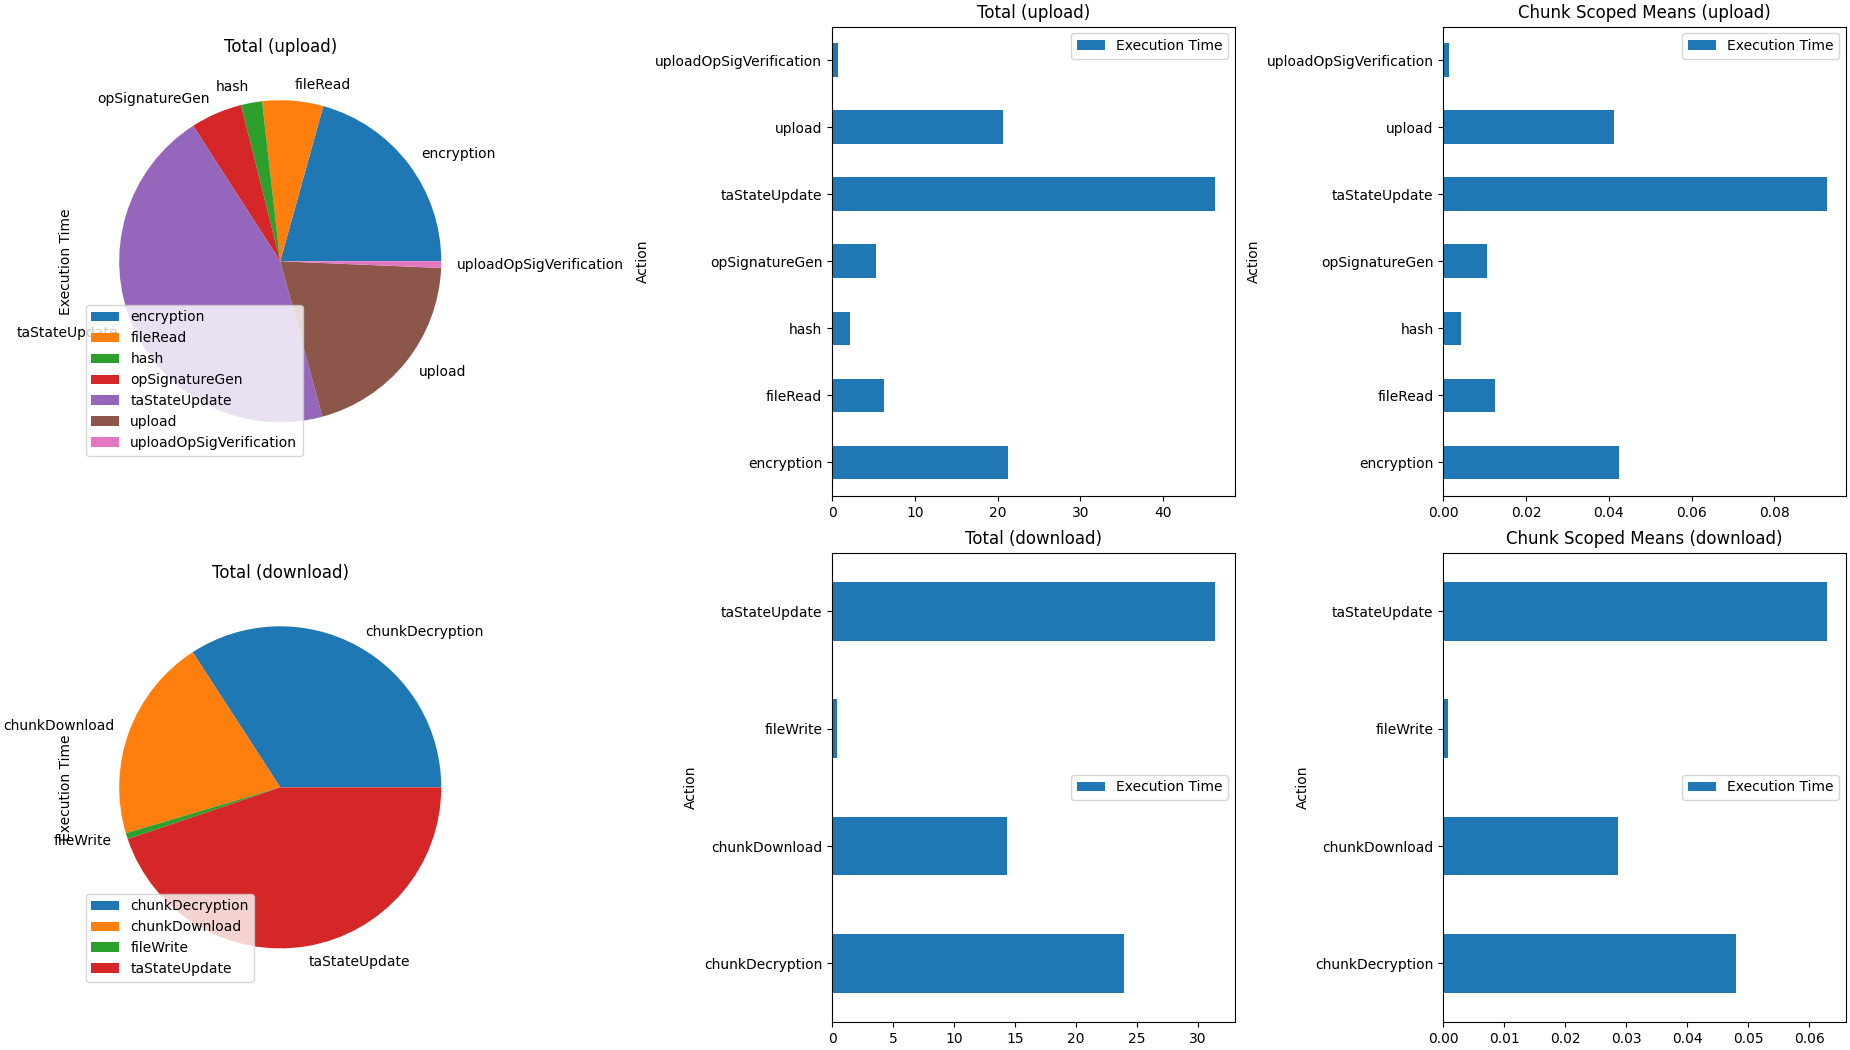 Total (upload)
hash
fileRead
opSignatureGen
encryption
uploadOpSigVerification
Execution Time
taStateUpdate
upload
encryption
fileRead
hash
opSignatureGen
taStateUpdate
upload
uploadOpSigVerification
Total (upload)
Execution Time
uploadOpSigVerification
upload
taStateUpdate
Action
opSignatureGen
hash
fileRead
encryption
0 10 20 30 40
Chunk Scoped Means (upload)
Execution Time
uploadOpSigVerification
upload
taStateUpdate
Action
opSignatureGen
hash
fileRead
encryption
0.00 0.02 0.04 0.06 0.08
Total (download)
chunkDecryption
chunkDownload
Execution Time
fileWrite
taStateUpdate
chunkDecryption
chunkDownload
fileWrite
taStateUpdate
Total (download)
taStateUpdate
fileWrite
Action
Execution Time
chunkDownload
chunkDecryption
0 5 10 15 20 25 30
Chunk Scoped Means (download)
taStateUpdate
fileWrite
Action
Execution Time
chunkDownload
chunkDecryption
0.00 0.01 0.02 0.03 0.04 0.05 0.06